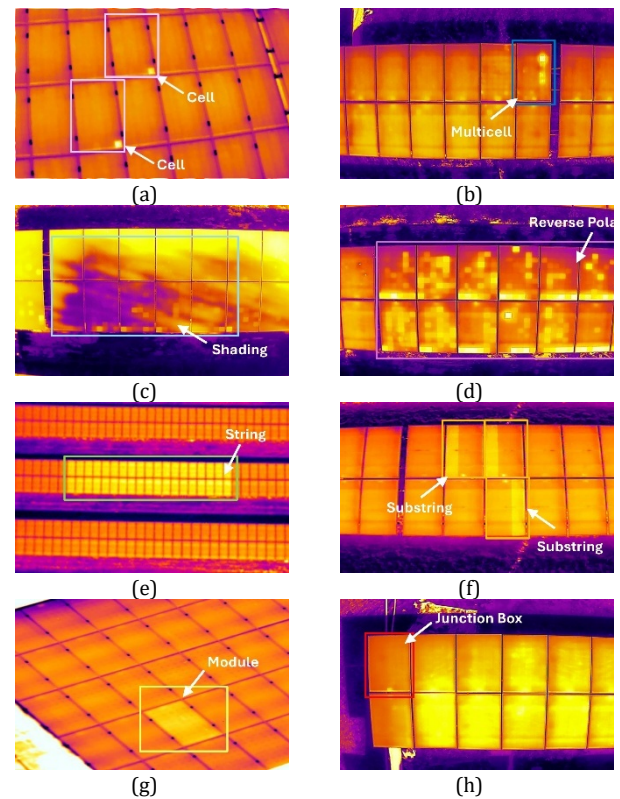 Cell
Cell
(a)
Multicell
(b)
Shading
(c)
Reverse Pola
(d)
String
(e)
Substring
Substring
(f)
Module
(g)
Junction Box
(h)